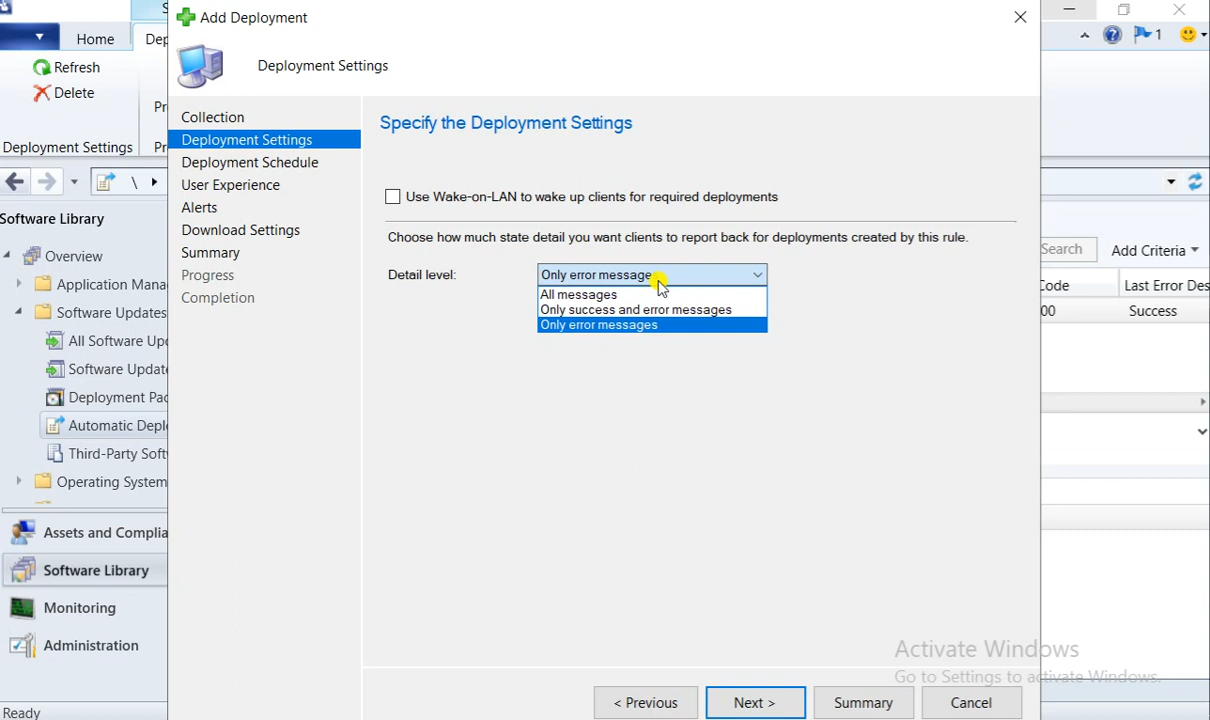 Add Deployment
Home
Dep
1
Refresh
Delete
Deployment Settings
Deployment Settings
\
Collection
Deployment Settings
Deployment Schedule
User Experience
Alerts
Download Settings
Summary
Progress
Completion
Specify the Deployment Settings
Use Wake-on-LAN to wake up clients for required deployments
Choose how much state detail you want clients to report back for deployments created by this rule.
Detail level:
Only error messages
All messages
Only success and error messages
Only error messages
Software Library
Overview
Application Mana
Software Updates
All Software Upd
Software Update
Deployment Pac
Automatic Deplo
Third-Party Soft
Operating System
Assets and Complia
Software Library
Monitoring
Administration
Ready
Search
Add Criteria
Code
Last Error Des
00
Success
Activate Windows
Go to Settings to activate Windows.
< Previous
Next >
Summary
Cancel